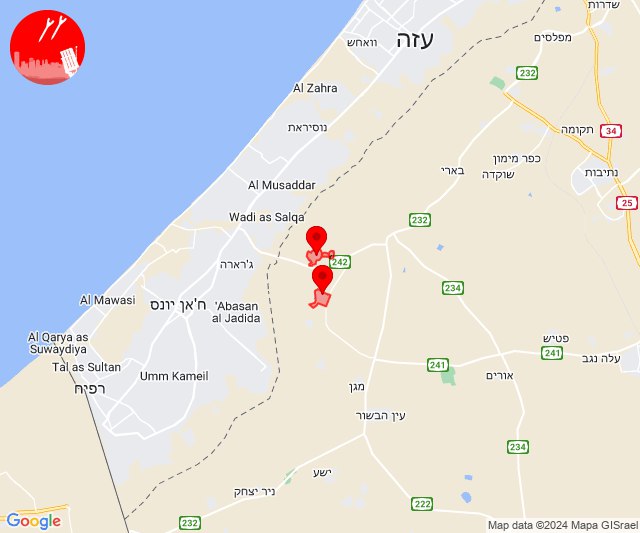 שדרות
מפלסים
עזה
וואחש
232
Al Zahra
נוסיראת
תקומה
34
כפר מימון
שוקדה
בארי
נתיבות
25
Al Musaddar
Wadi as Salqa
232
ג'רארה
242
234
Al Mawasi
ח'אן יונס
'Abasan
al Jadida
Al Qarya as
Suwaydiya
Tal as Sultan
רפיח
Umm Kameil
פטיש
241
241
עלה נגב
מגן
אורים
עין הבשור
234
ישע
ניר יצחק
232
222
Google
Map data ©2024 Mapa GISrael